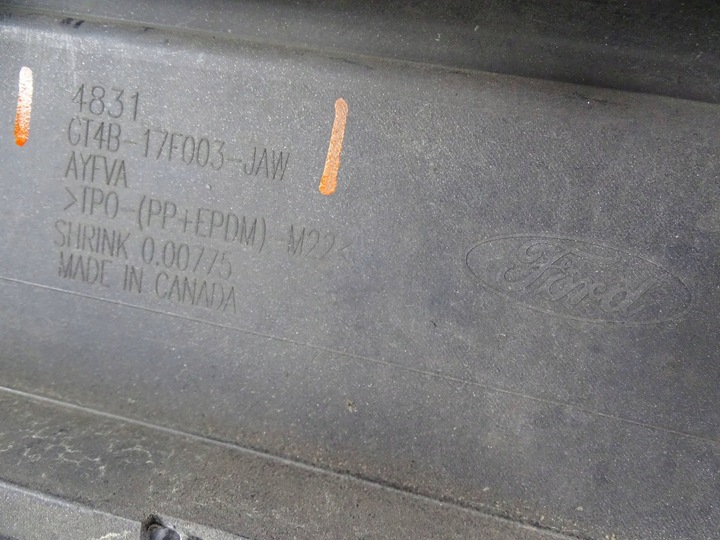 4831
GT4B-17F003-JAW
AYFVA
>TPO-(PP+EPDM)-M22<
SHRINK 0.00775
MADE IN CANADA
Ford